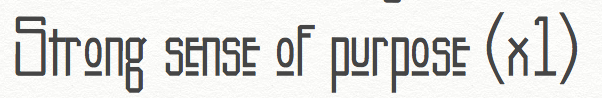 Strong sense of purpose (x1)